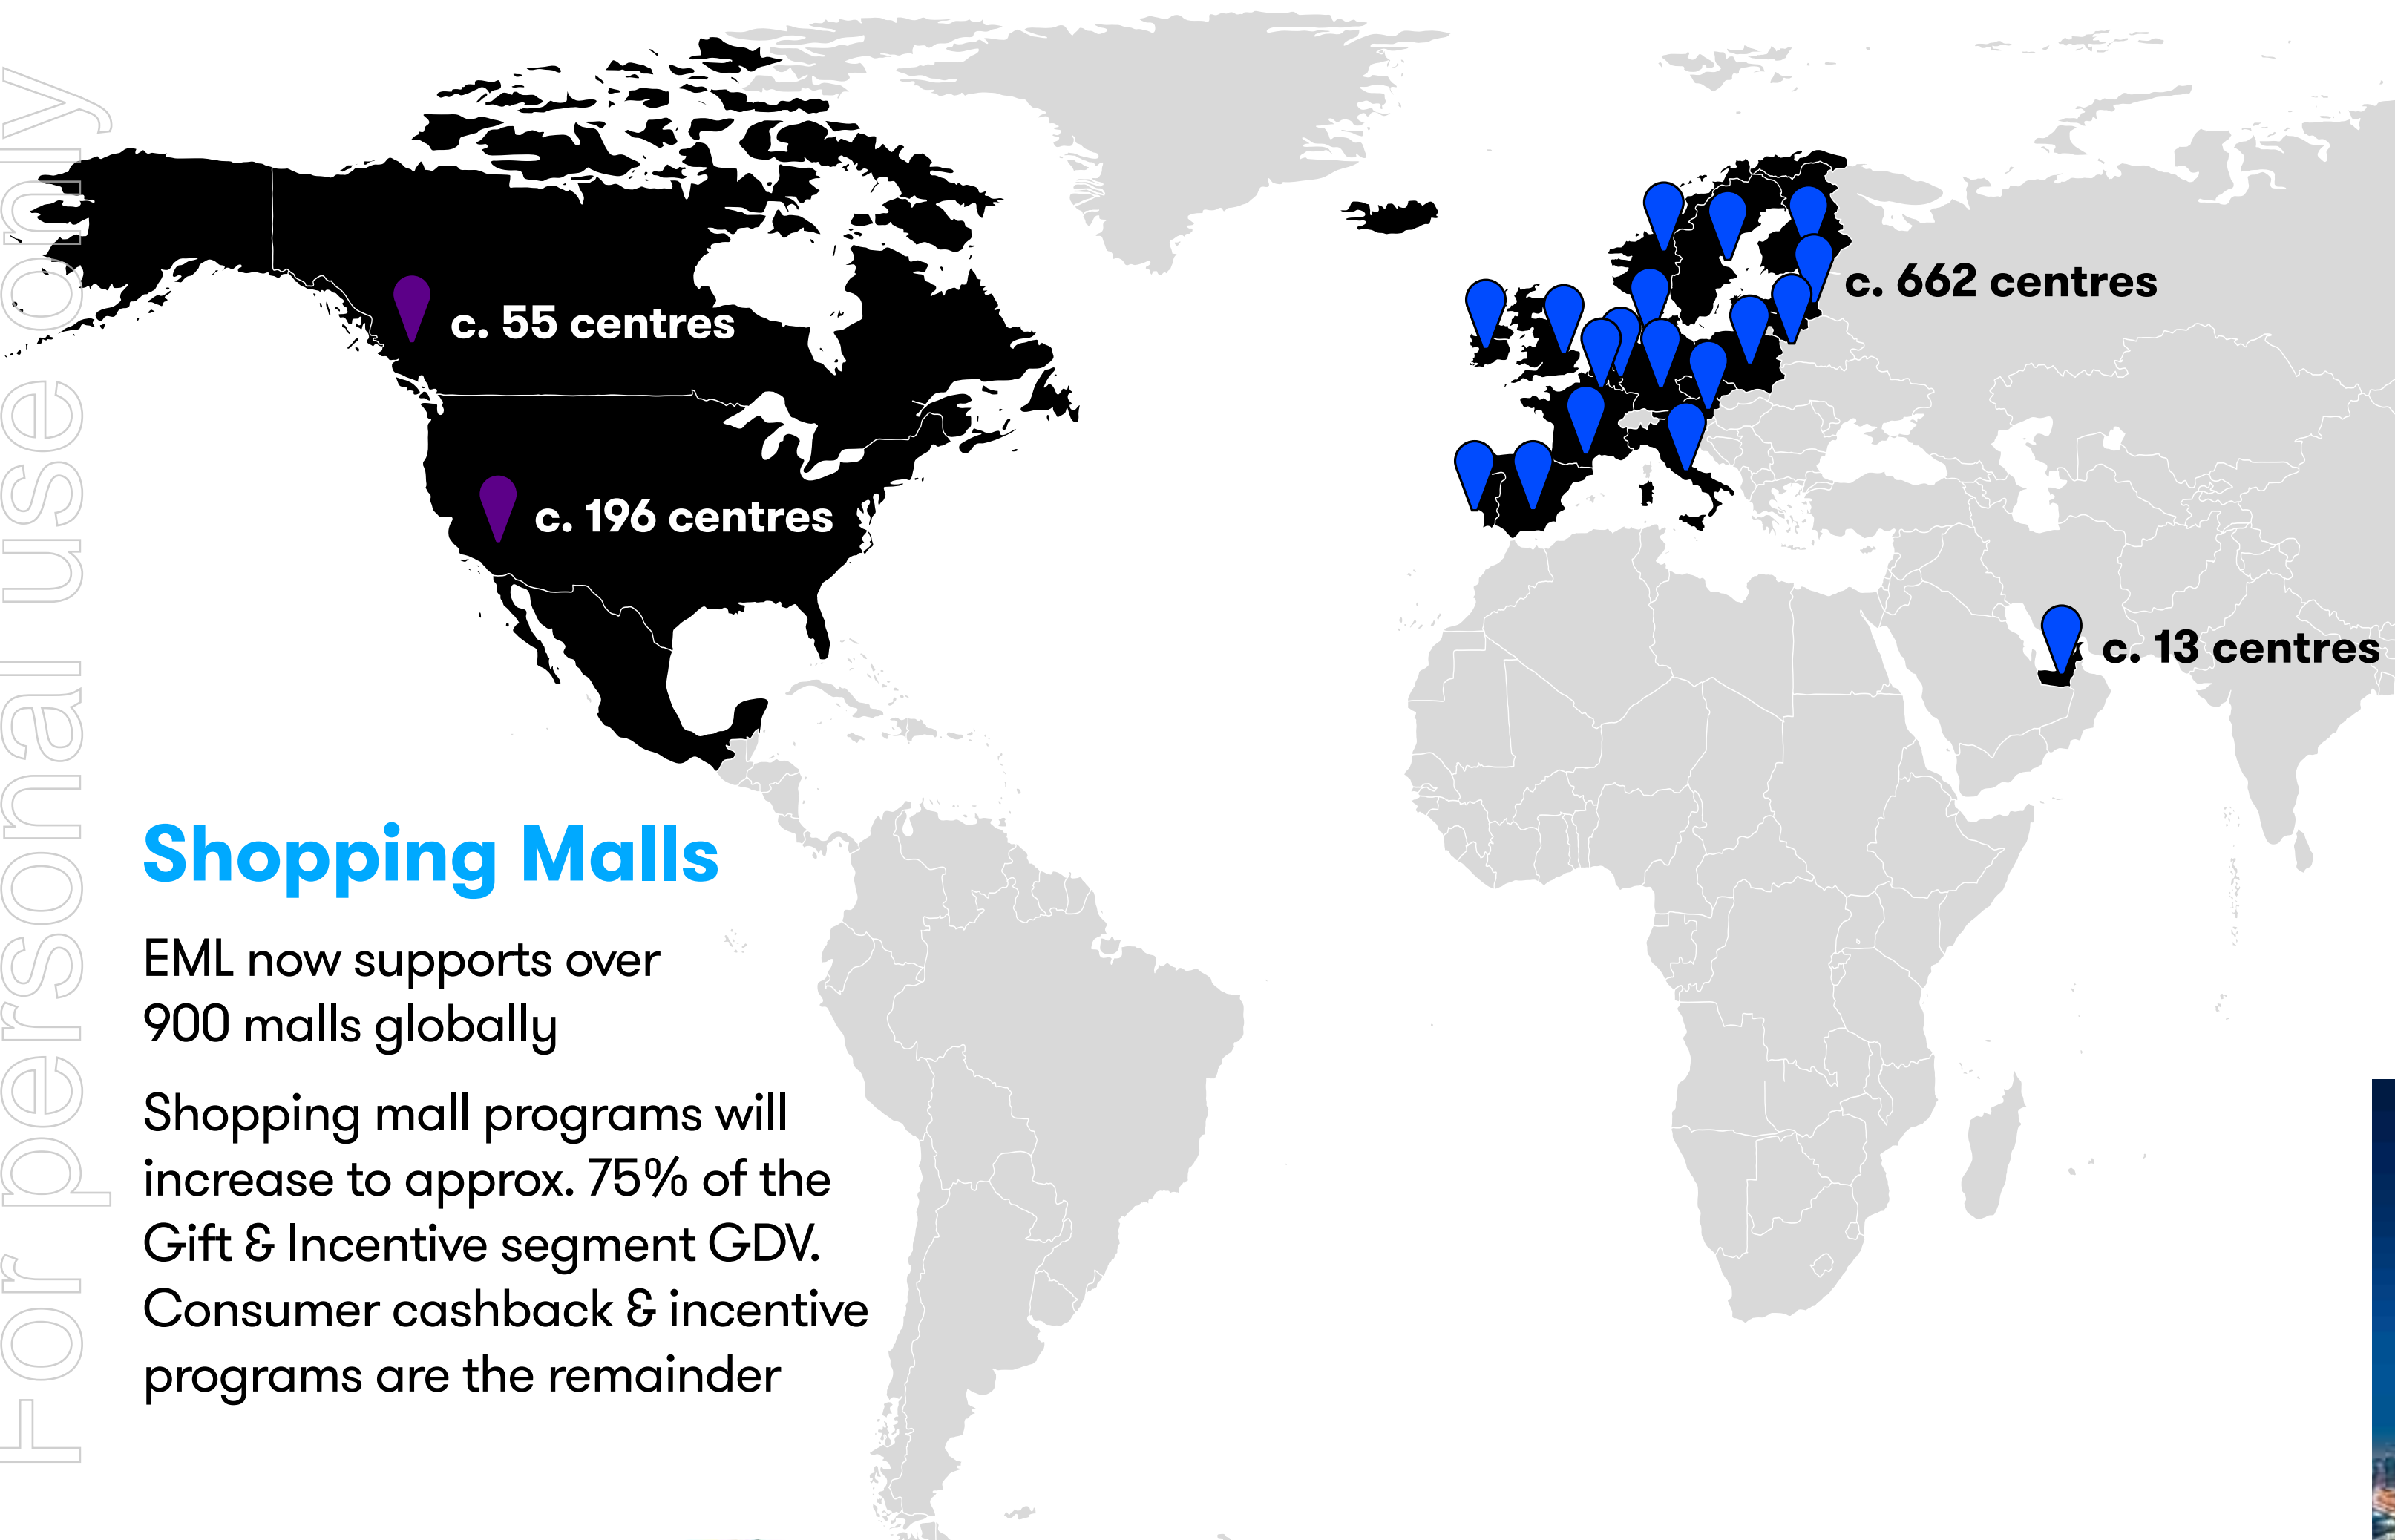 For personal use only
c. 55 centres
c. 662 centres
c. 196 centres
c. 13 centres
Shopping Malls
EML now supports over
900 malls globally
Shopping mall programs will
increase to approx. 75% of the
Gift & Incentive segment GDV.
Consumer cashback & incentive
programs are the remainder